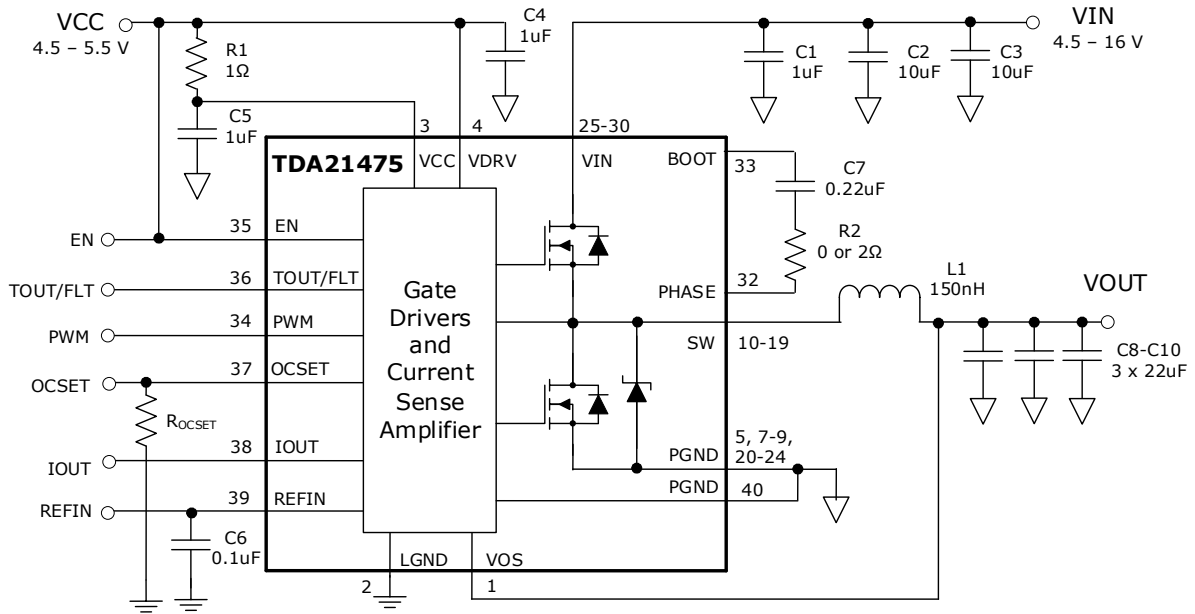 VCC
4.5 – 5.5 V
R1
1Ω
C5
1uF
C4
1uF
C1
1uF
C2
10uF
C3
10uF
VIN
4.5 – 16 V
3
4
25-30
TDA21475
VCC
VDRV
VIN
BOOT
33
C7
0.22uF
R2
0 or 2Ω
PHASE
32
L1
150nH
VOUT
SW
10-19
C8-C10
3 x 22uF
EN
35
EN
TOUT/FLT
36
TOUT/FLT
PWM
34
PWM
OCSET
37
OCSET
ROCSET
IOUT
38
IOUT
REFIN
39
REFIN
C6
0.1uF
Gate
Drivers
and
Current
Sense
Amplifier
PGND
5, 7-9,
20-24
PGND
40
LGND
VOS
2
1